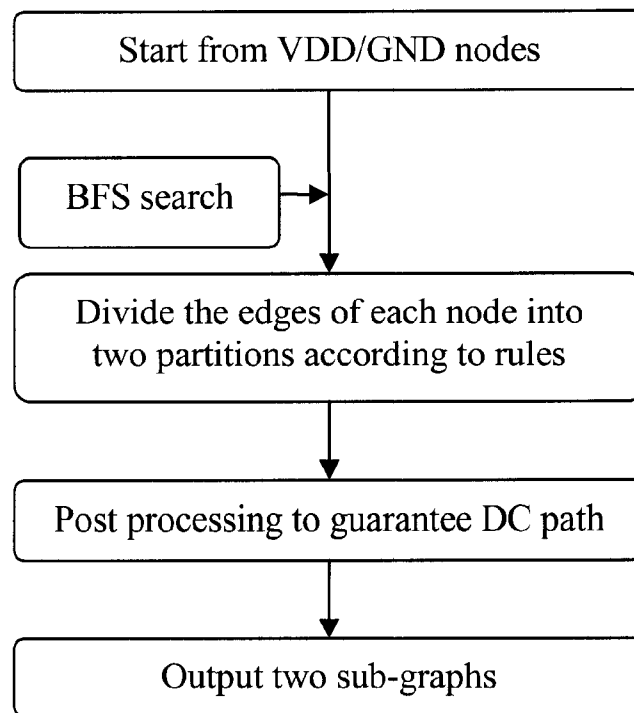 Start from VDD/GND nodes
BFS search
Divide the edges of each node into
two partitions according to rules
Post processing to guarantee DC path
Output two sub-graphs